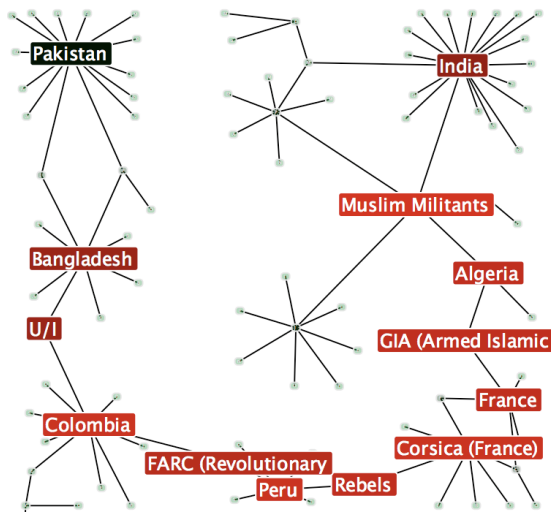 Pakistan
India
Muslim Militants
Bangladesh
Algeria
U/I
GIA (Armed Islamic
France
Colombia
Corsica (France)
FARC (Revolutionary
Rebels
Peru